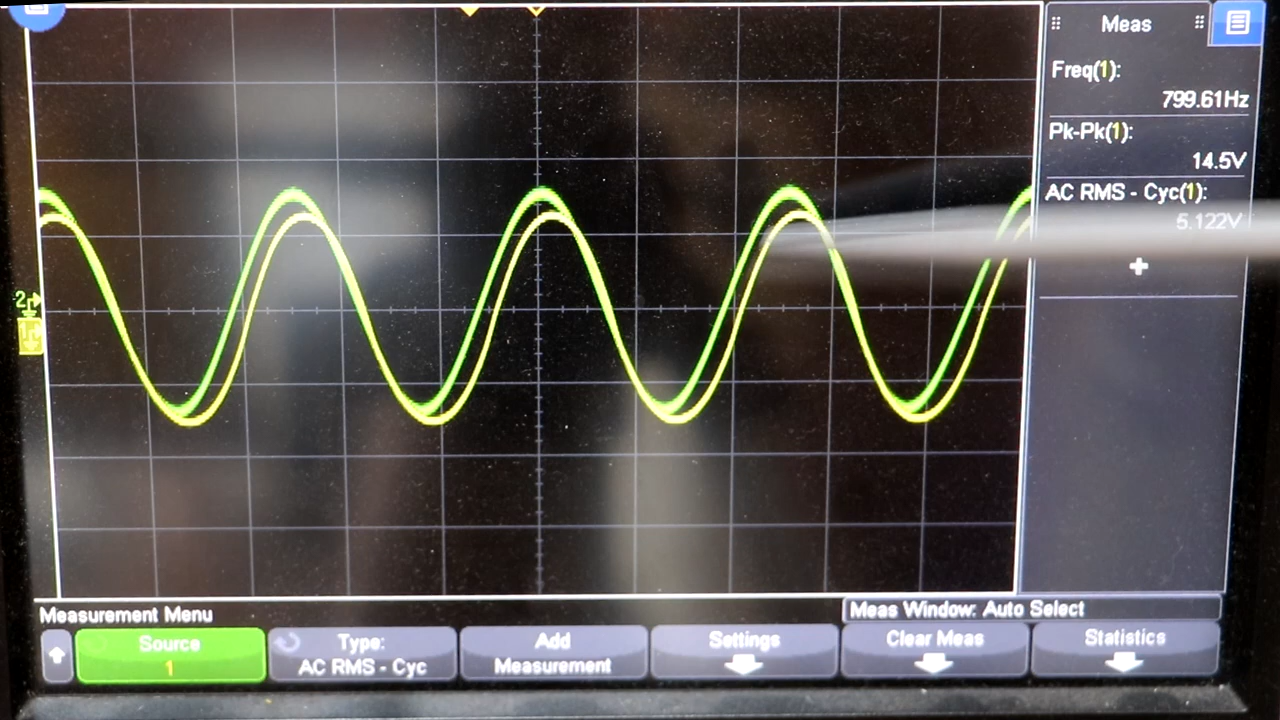 Meas
Freq(1):
799.61Hz
Pk-Pk(1):
14.5V
AC RMS - Cyc(1):
5.122V
2
Measurement Menu
Meas Window: Auto Select
Source
1
Type:
AC RMS - Cyc
Add
Measurement
Settings
Clear Meas
Statistics